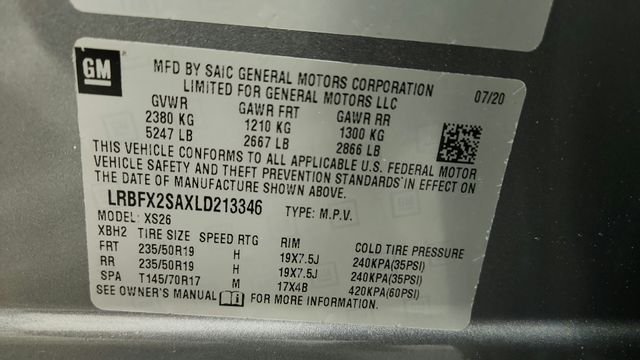 GM
MFD BY SAIC GENERAL MOTORS CORPORATION
LIMITED FOR GENERAL MOTORS LLC
07/20
GVWR GAWR FRT GAWR RR
2380 KG 1210 KG 1300 KG
5247 LB 2667 LB 2866 LB
THIS VEHICLE CONFORMS TO ALL APPLICABLE U.S. FEDERAL MOTOR
VEHICLE SAFETY AND THEFT PREVENTION STANDARDS IN EFFECT ON
THE DATE OF MANUFACTURE SHOWN ABOVE.
LRBFX2SAXLD213346 TYPE: M.P.V.
MODEL: XS26
XBH2 TIRE SIZE SPEED RTG RIM COLD TIRE PRESSURE
FRT 235/50R19 H 19X7.5J 240KPA(35PSI)
RR 235/50R19 H 19X7.5J 240KPA(35PSI)
SPA T145/70R17 M 17X4B 420KPA(60PSI)
SEE OWNER'S MANUAL FOR MORE INFORMATION.